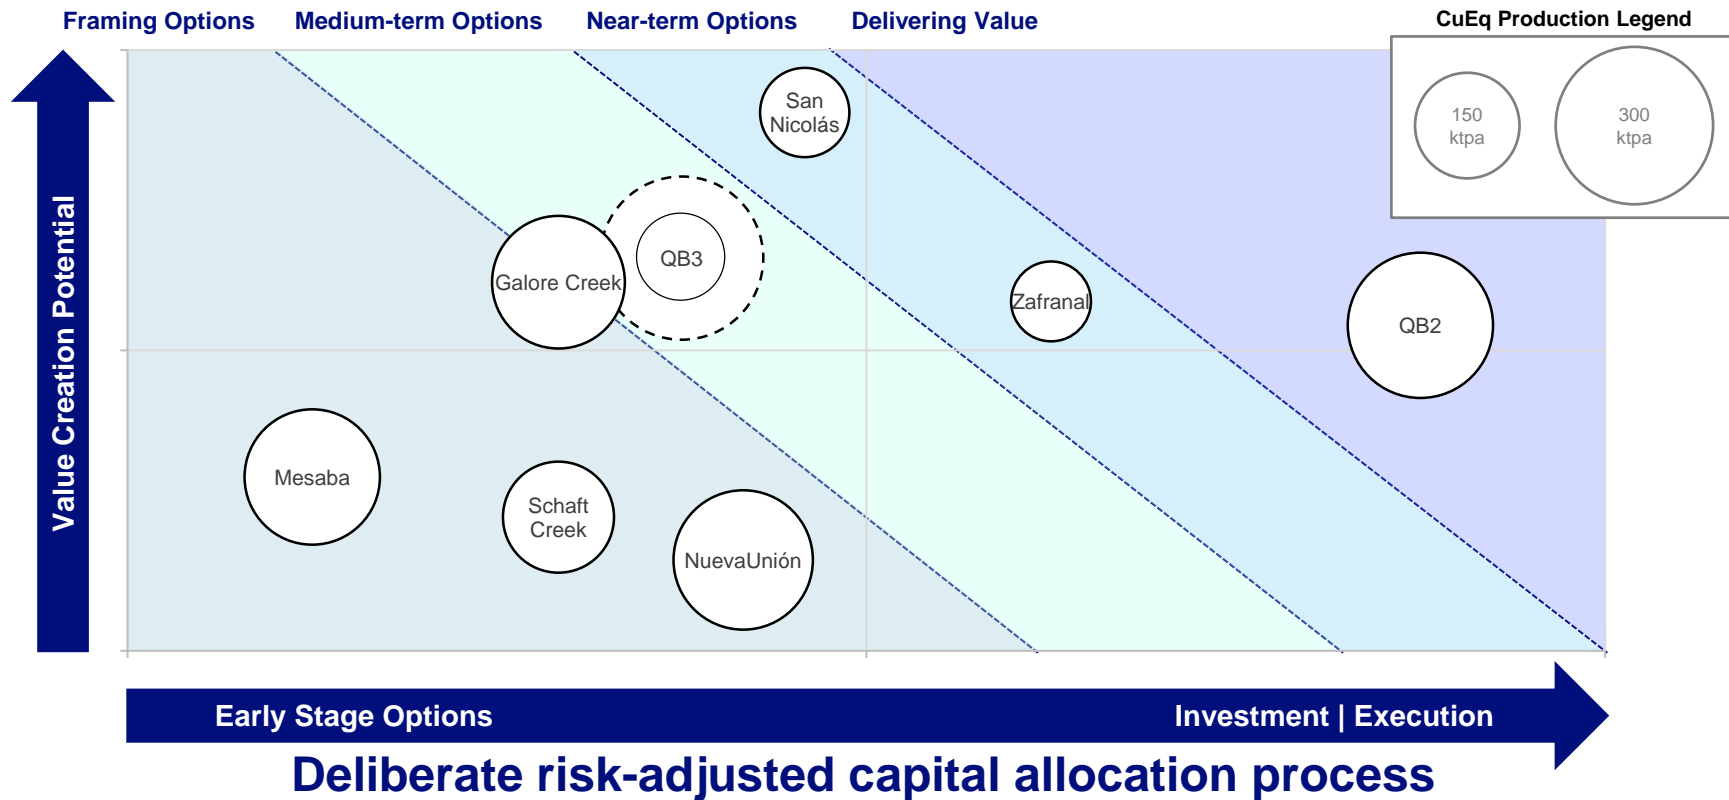 Framing Options
Medium-term Options
Near-term Options
Delivering Value
CuEq Production Legend
150
ktpa
300
ktpa
Value Creation Potential
San
Nicolás
QB3
Galore Creek
Zafranal
QB2
Mesaba
Schaft
Creek
NuevaUnión
Early Stage Options
Investment | Execution
Deliberate risk-adjusted capital allocation process